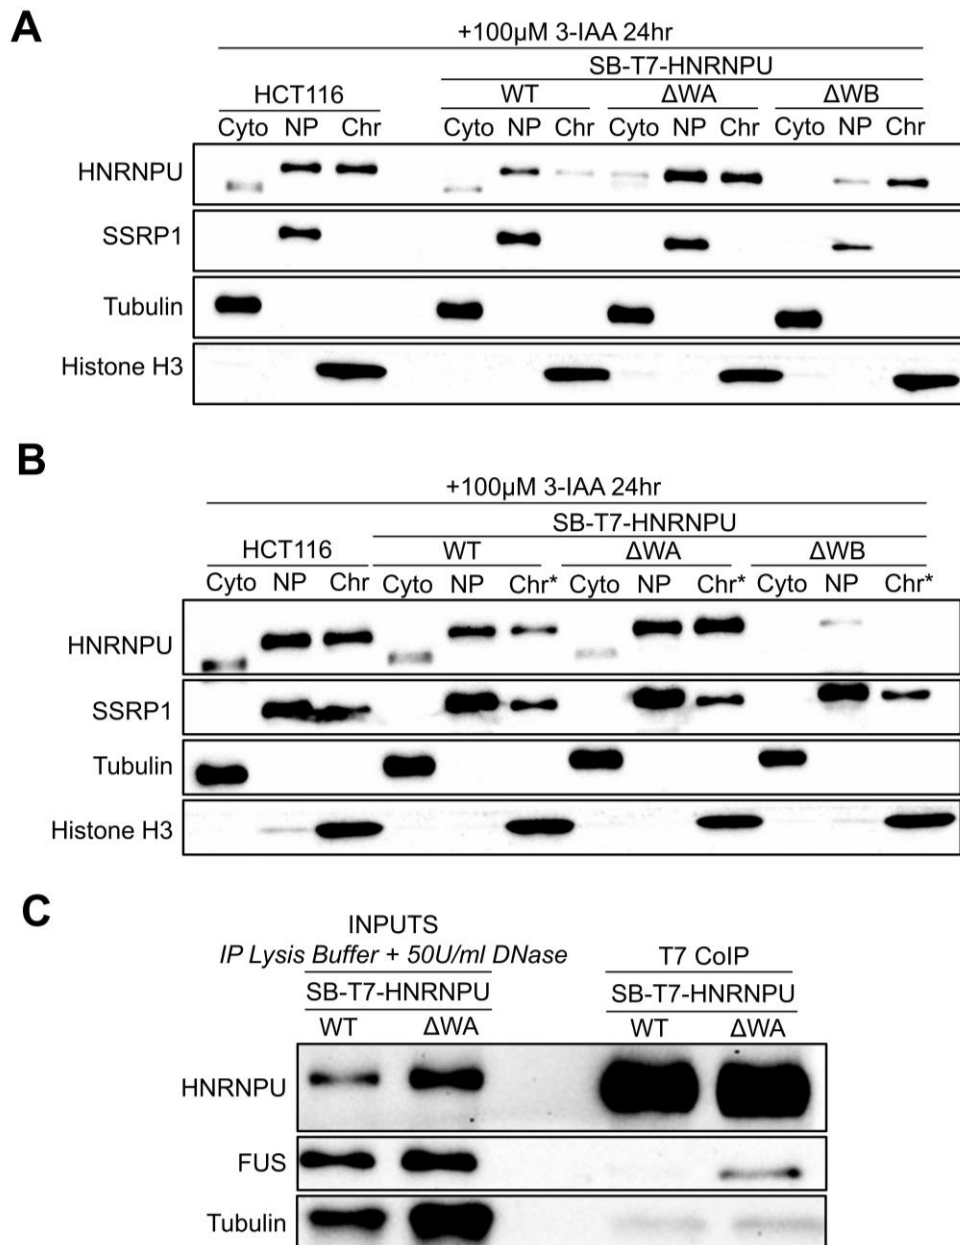 A
+100µM 3-IAA 24hr
SB-T7-HNRNPU
HCT116 WT ΔWA ΔWB
Cyto NP Chr Cyto NP Chr Cyto NP Chr Cyto NP Chr
HNRNPU
SSRP1
Tubulin
Histone H3
B
+100µM 3-IAA 24hr
SB-T7-HNRNPU
HCT116 WT ΔWA ΔWB
Cyto NP Chr Cyto NP Chr* Cyto NP Chr* Cyto NP Chr*
HNRNPU
SSRP1
Tubulin
Histone H3
C
INPUTS
IP Lysis Buffer + 50U/ml DNase T7 CoIP
SB-T7-HNRNPU SB-T7-HNRNPU
WT ΔWA WT ΔWA
HNRNPU
FUS
Tubulin